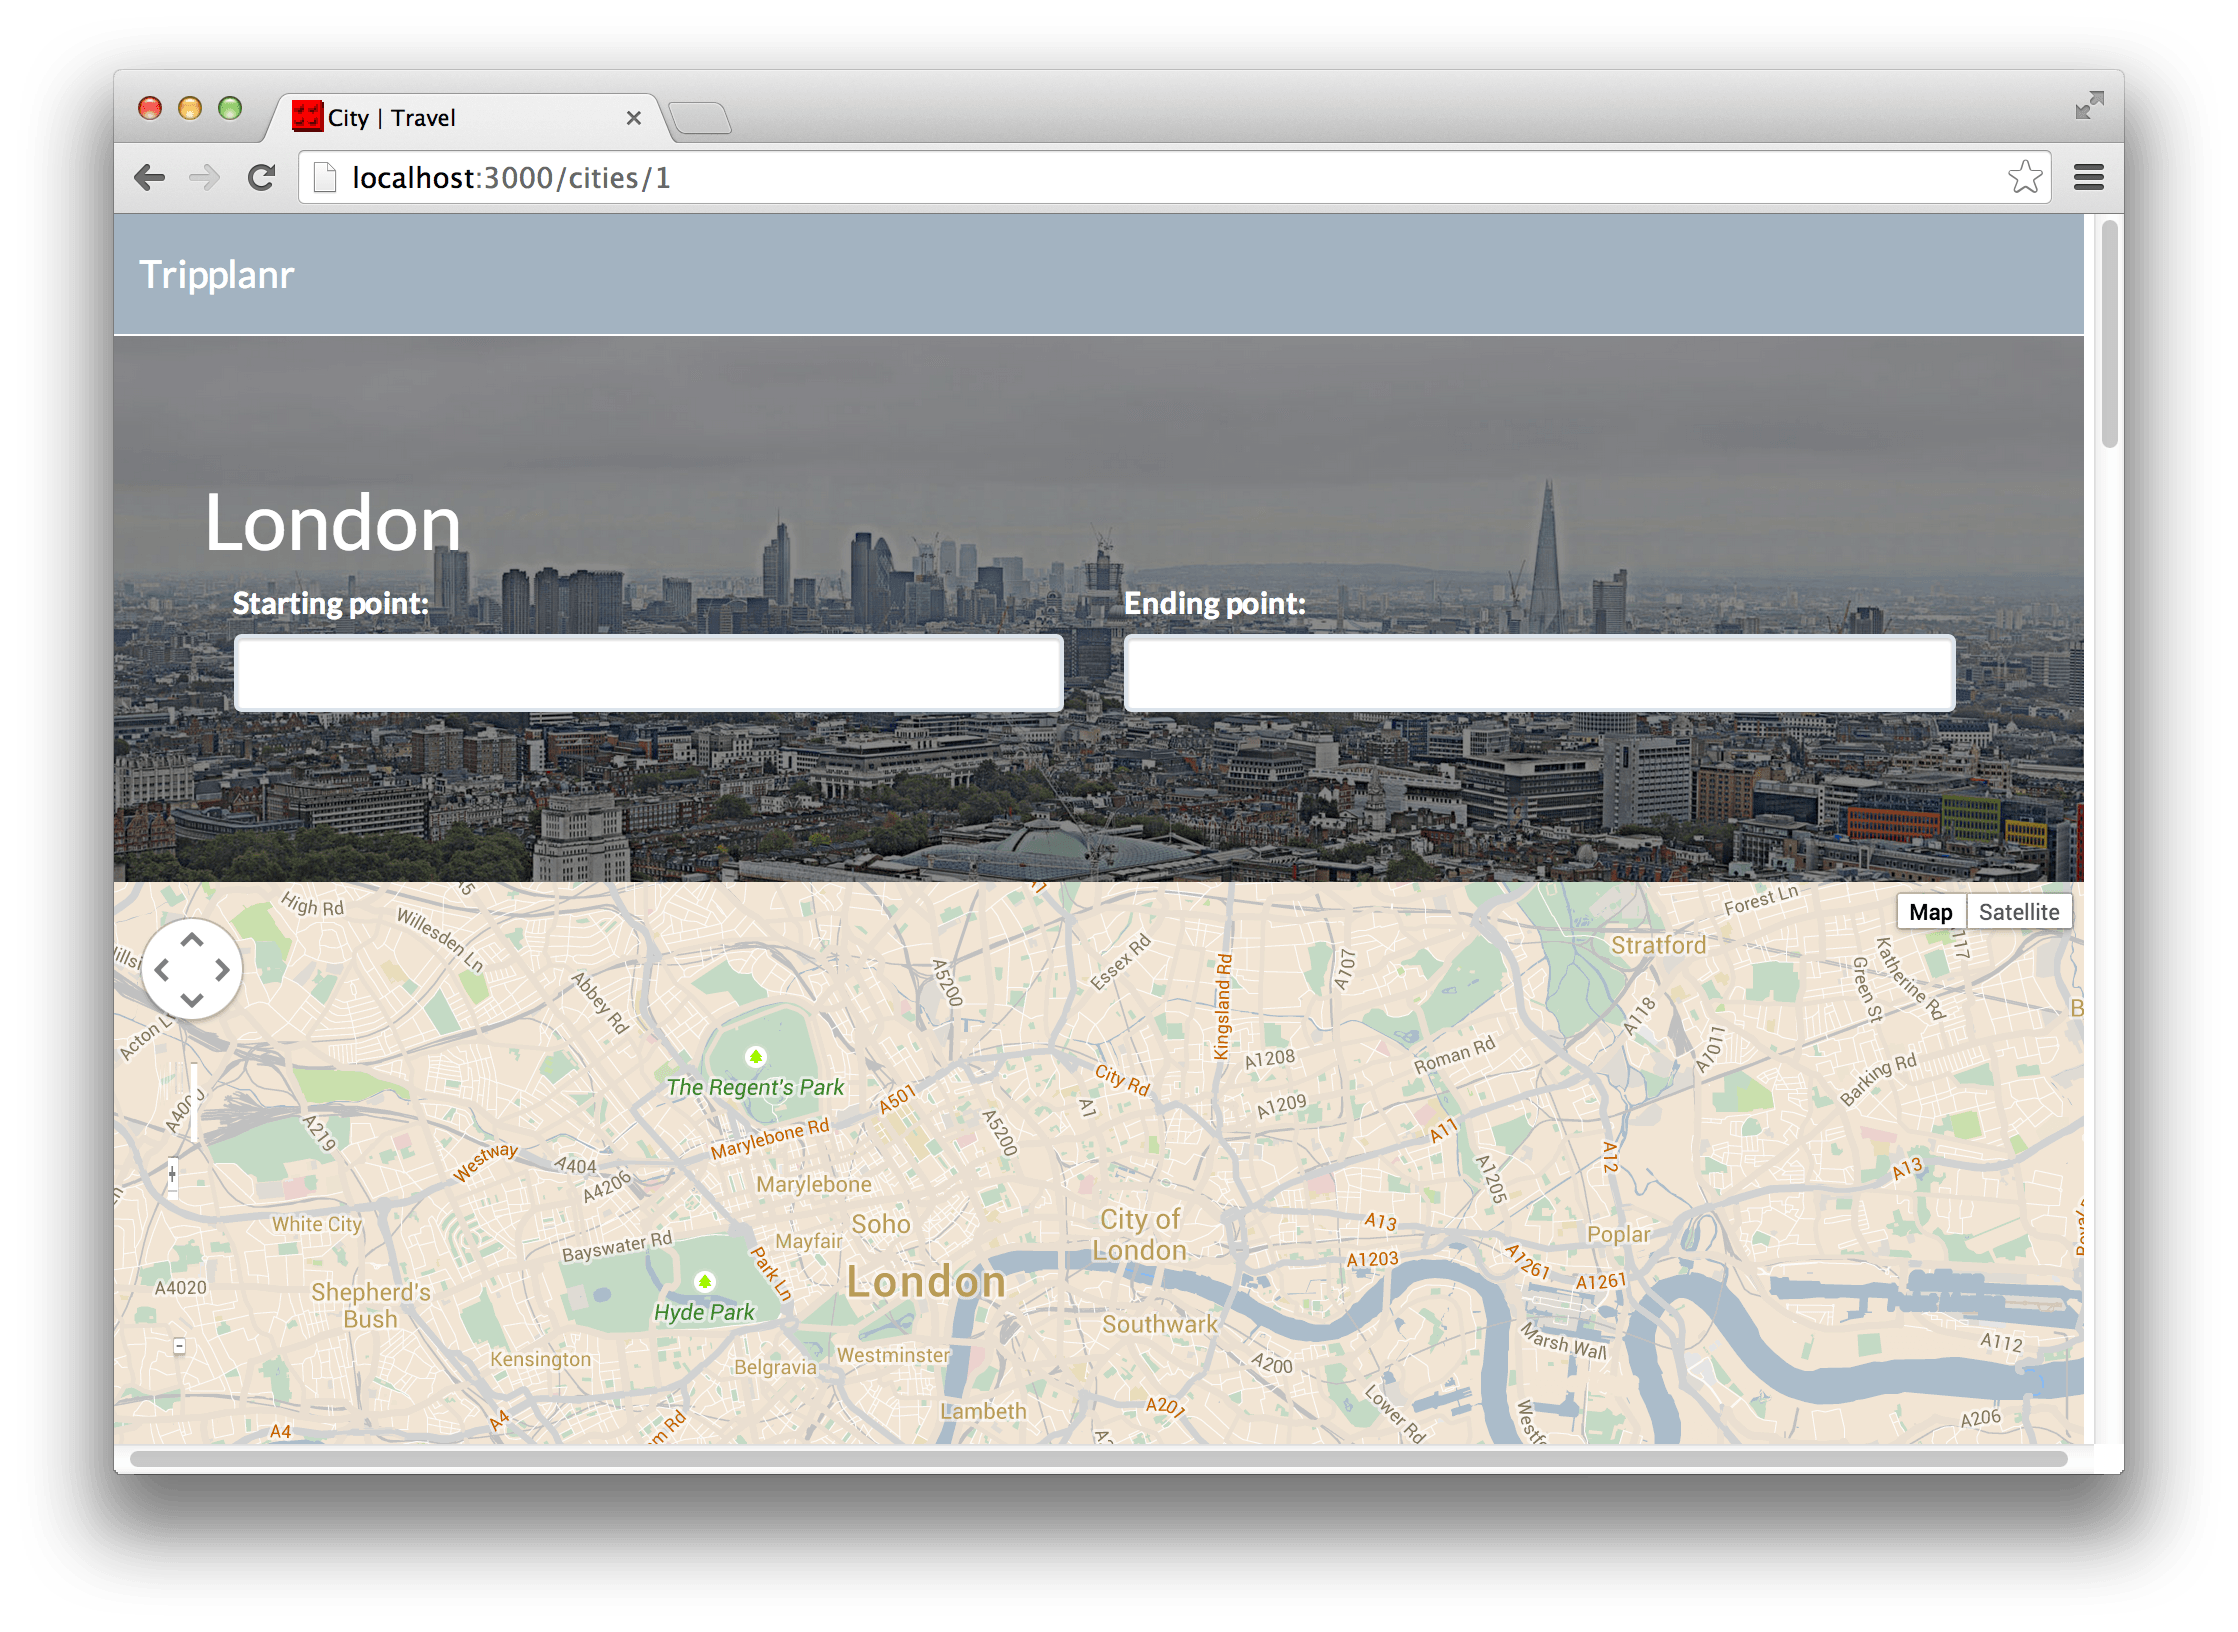 City | Travel
localhost:3000/cities/1
Tripplanr
London
Starting point:
Ending point:
Map
Satellite
High Rd
Willesden Ln
Essex Rd
Kingsland Rd
A107
Stratford
Forest Ln
Katherine Rd
Green St
A117
Acton L
Abbey Rd
A5200
A118
A1011
The Regent's Park
A501
City Rd
A1208
Roman Rd
Barking Rd
A219
Westway
A404
A4206
Marylebone Rd
A5200
A1
A1209
A11
A1205
A12
A13
Marylebone
White City
Bayswater Rd
Mayfair
Soho
City of
London
A13
A1203
A1261
A1261
Poplar
A4020
Shepherd's
Bush
Park Ln
Hyde Park
London
Southwark
Marsh Wall
A112
Kensington
Belgravia
Westminster
A200
Lower Rd
Lambeth
A201
A206
A4
A4
m Rd
Westf